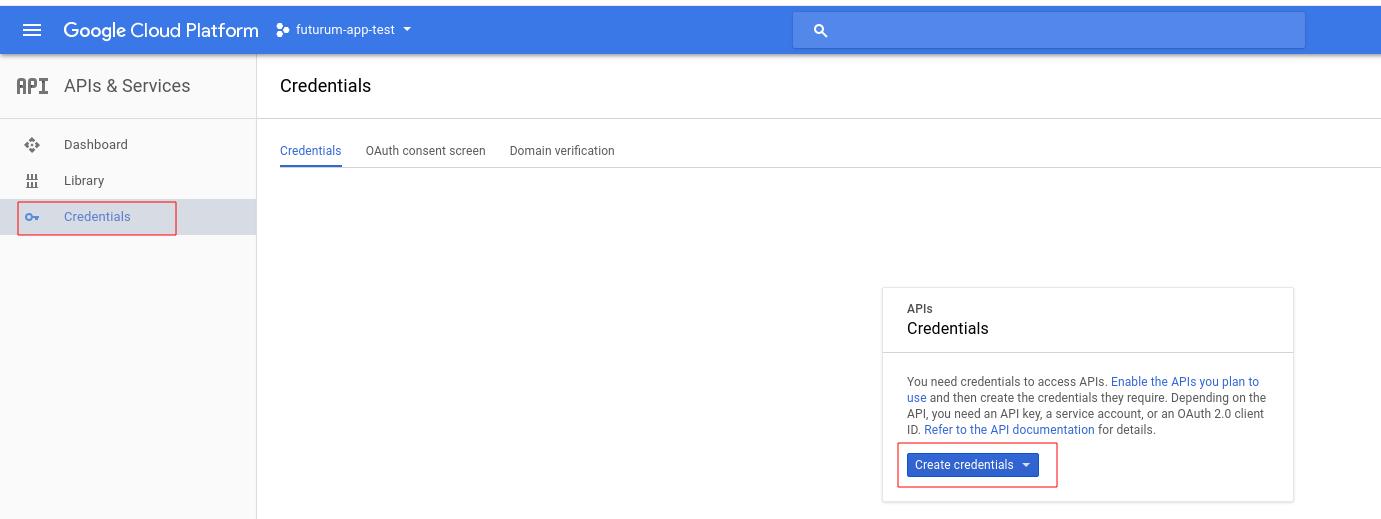 Google Cloud Platform
futurum-app-test
API
APIs & Services
Credentials
Dashboard
Library
Credentials
Credentials
OAuth consent screen
Domain verification
APIs
Credentials
You need credentials to access APIs. Enable the APIs you plan to
use and then create the credentials they require. Depending on the
API, you need an API key, a service account, or an OAuth 2.0 client
ID. Refer to the API documentation for details.
Create credentials